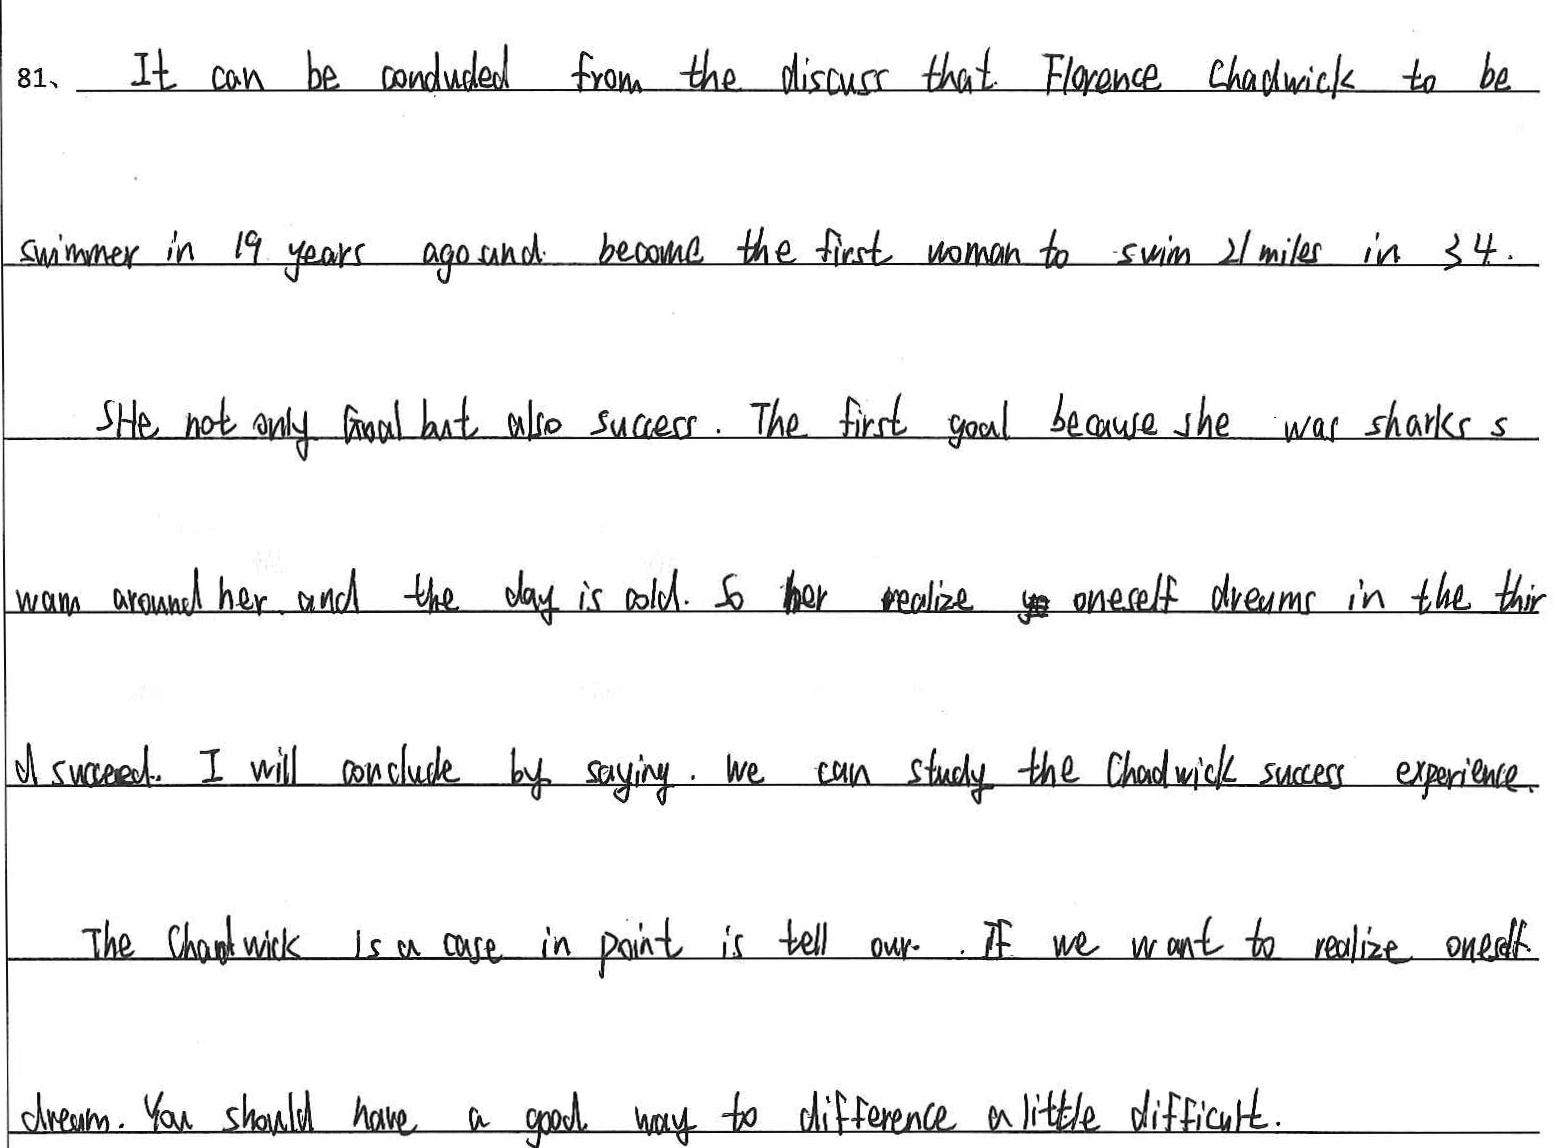 81、 It can be conduded from the discuss that Florence Chadwick to be
swimmer in 19 years ago and become the first woman to swim 21 miles in 34.
SHe not only Goal but also success. The first goal because she was sharks s
wam around her and the day is cold. So her realize oneself dreams in the thir
d succeed. I will conclude by saying. We can study the Chadwick success experience.
The Chadwick is a case in point is tell our. If we want to realize oneself
dream. You should have a good way to difference a little difficult.